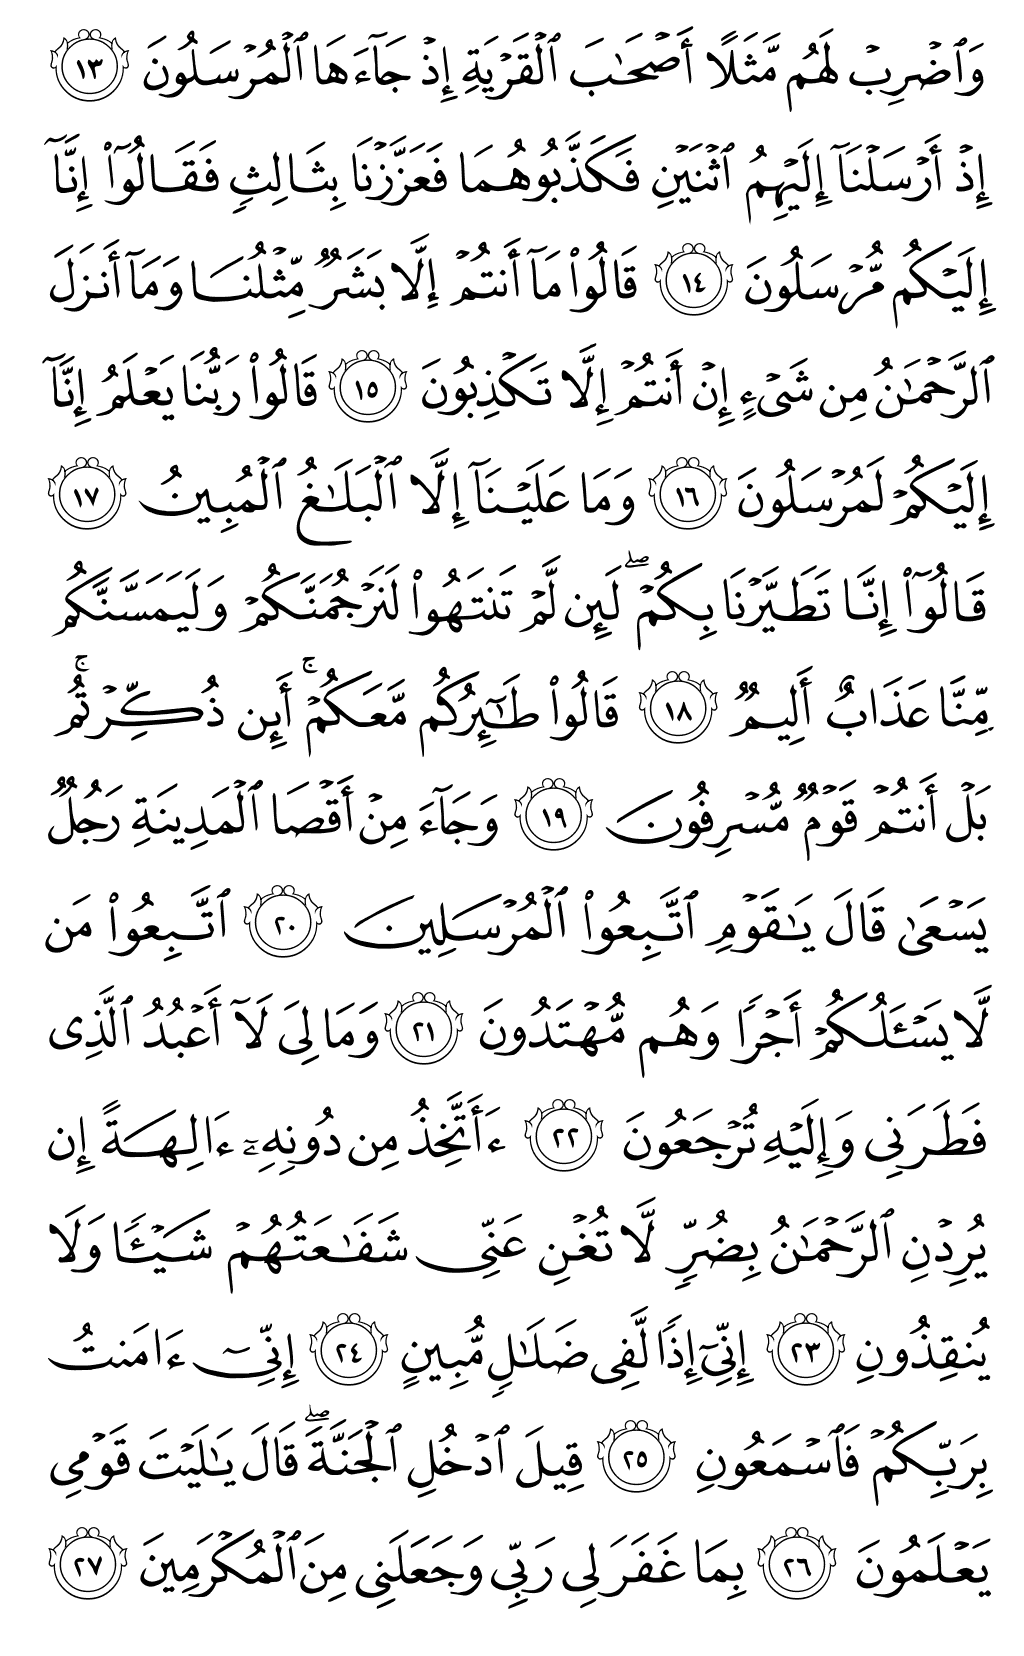 وَٱضۡرِبۡ لَهُم مَّثَلًا أَصۡحَٰبَ ٱلۡقَرۡيَةِ إِذۡ جَآءَهَا ٱلۡمُرۡسَلُونَ ١٣
إِذۡ أَرۡسَلۡنَآ إِلَيۡهِمُ ٱثۡنَيۡنِ فَكَذَّبُوهُمَا فَعَزَّزۡنَا بِثَالِثٖ فَقَالُوٓاْ إِنَّآ
إِلَيۡكُم مُّرۡسَلُونَ ١٤ قَالُواْ مَآ أَنتُمۡ إِلَّا بَشَرٞ مِّثۡلُنَا وَمَآ أَنزَلَ
ٱلرَّحۡمَٰنُ مِن شَيۡءٍ إِنۡ أَنتُمۡ إِلَّا تَكۡذِبُونَ ١٥ قَالُواْ رَبُّنَا يَعۡلَمُ إِنَّآ
إِلَيۡكُمۡ لَمُرۡسَلُونَ ١٦ وَمَا عَلَيۡنَآ إِلَّا ٱلۡبَلَٰغُ ٱلۡمُبِينُ ١٧
قَالُوٓاْ إِنَّا تَطَيَّرۡنَا بِكُمۡۖ لَئِن لَّمۡ تَنتَهُواْ لَنَرۡجُمَنَّكُمۡ وَلَيَمَسَّنَّكُم
مِّنَّا عَذَابٌ أَلِيمٞ ١٨ قَالُواْ طَٰٓئِرُكُم مَّعَكُمۡ أَئِن ذُكِّرۡتُمۚ
بَلۡ أَنتُمۡ قَوۡمٞ مُّسۡرِفُونَ ١٩ وَجَآءَ مِنۡ أَقۡصَا ٱلۡمَدِينَةِ رَجُلٞ
يَسۡعَىٰ قَالَ يَٰقَوۡمِ ٱتَّبِعُواْ ٱلۡمُرۡسَلِينَ ٢٠ ٱتَّبِعُواْ مَن
لَّا يَسۡـَٔلُكُمۡ أَجۡرٗا وَهُم مُّهۡتَدُونَ ٢١ وَمَا لِيَ لَآ أَعۡبُدُ ٱلَّذِي
فَطَرَنِي وَإِلَيۡهِ تُرۡجَعُونَ ٢٢ ءَأَتَّخِذُ مِن دُونِهِۦٓ ءَالِهَةً إِن
يُرِدۡنِ ٱلرَّحۡمَٰنُ بِضُرّٖ لَّا تُغۡنِ عَنِّي شَفَٰعَتُهُمۡ شَيۡـٔٗا وَلَا
يُنقِذُونِ ٢٣ إِنِّيٓ إِذٗا لَّفِي ضَلَٰلٖ مُّبِينٍ ٢٤ إِنِّيٓ ءَامَنتُ
بِرَبِّكُمۡ فَٱسۡمَعُونِ ٢٥ قِيلَ ٱدۡخُلِ ٱلۡجَنَّةَۖ قَالَ يَٰلَيۡتَ قَوۡمِي
يَعۡلَمُونَ ٢٦ بِمَا غَفَرَ لِي رَبِّي وَجَعَلَنِي مِنَ ٱلۡمُكۡرَمِينَ ٢٧